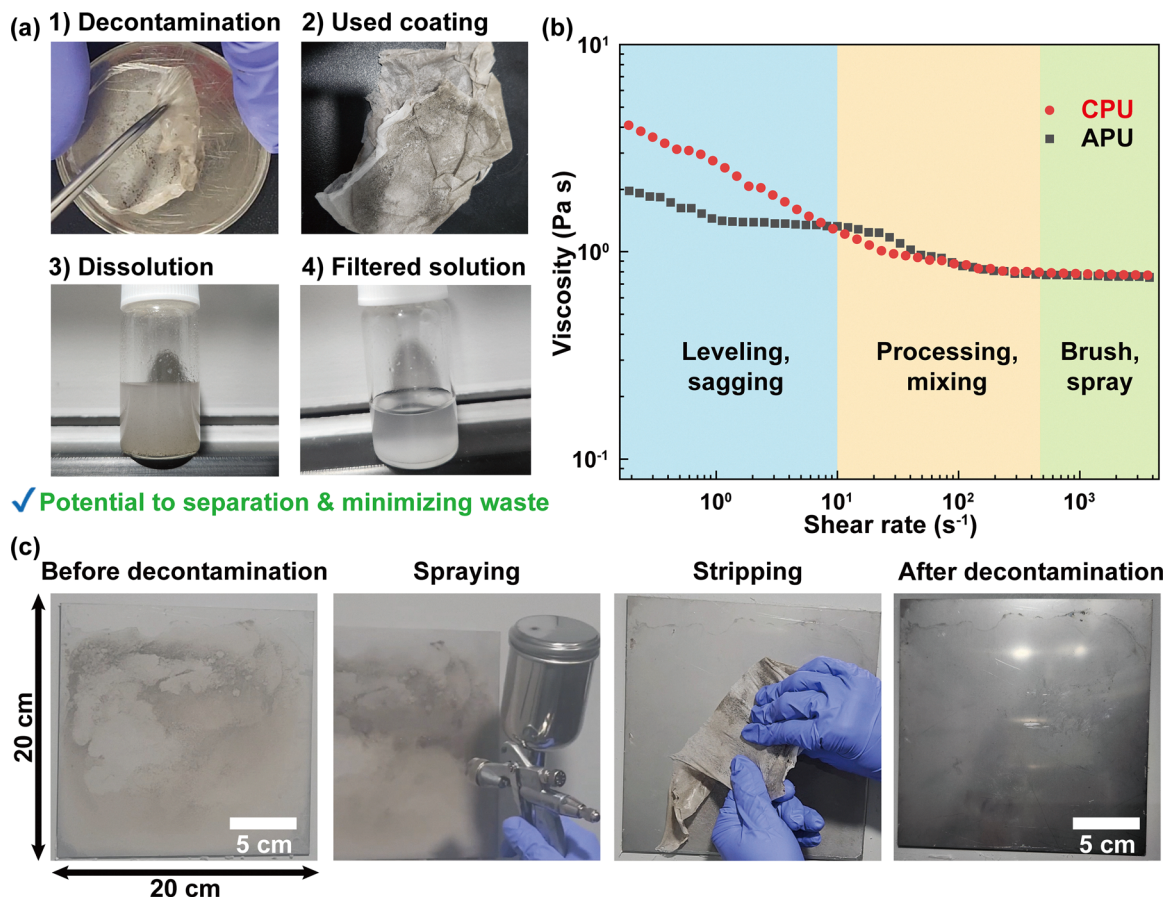 (a) 1) Decontamination 2) Used coating
3) Dissolution 4) Filtered solution
✓ Potential to separation & minimizing waste
(b)
10¹
10⁰
10⁻¹
Viscosity (Pa s)
CPU
APU
Leveling,
sagging
Processing,
mixing
Brush,
spray
10⁰ 10¹ 10² 10³
Shear rate (s⁻¹)
(c)
Before decontamination Spraying Stripping After decontamination
20 cm
5 cm
5 cm
20 cm